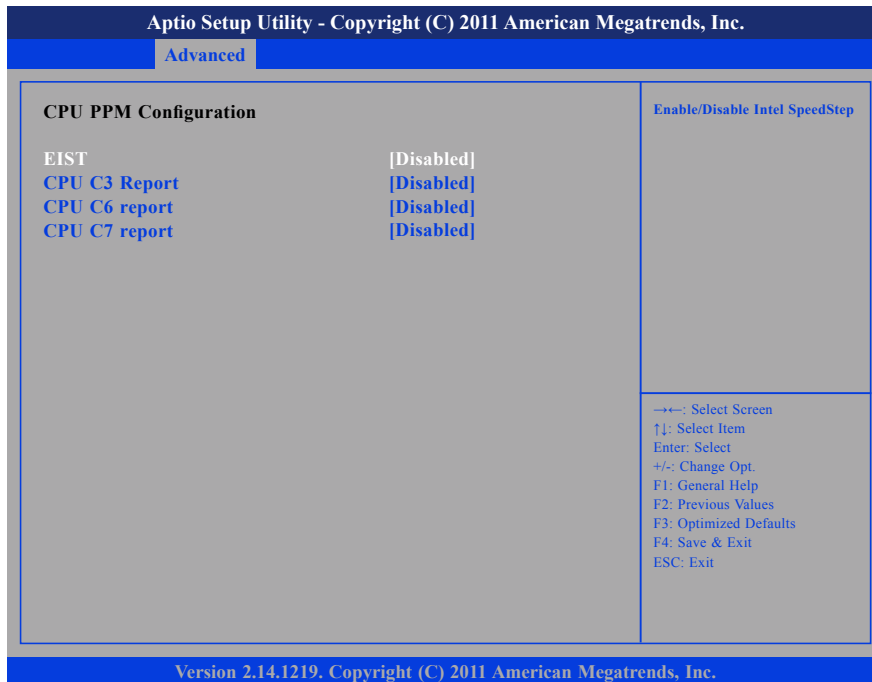 Aptio Setup Utility - Copyright (C) 2011 American Megatrends, Inc.
Advanced
CPU PPM Configuration
EIST [Disabled]
CPU C3 Report [Disabled]
CPU C6 report [Disabled]
CPU C7 report [Disabled]
Enable/Disable Intel SpeedStep
→←: Select Screen
↑↓: Select Item
Enter: Select
+/-: Change Opt.
F1: General Help
F2: Previous Values
F3: Optimized Defaults
F4: Save & Exit
ESC: Exit
Version 2.14.1219. Copyright (C) 2011 American Megatrends, Inc.